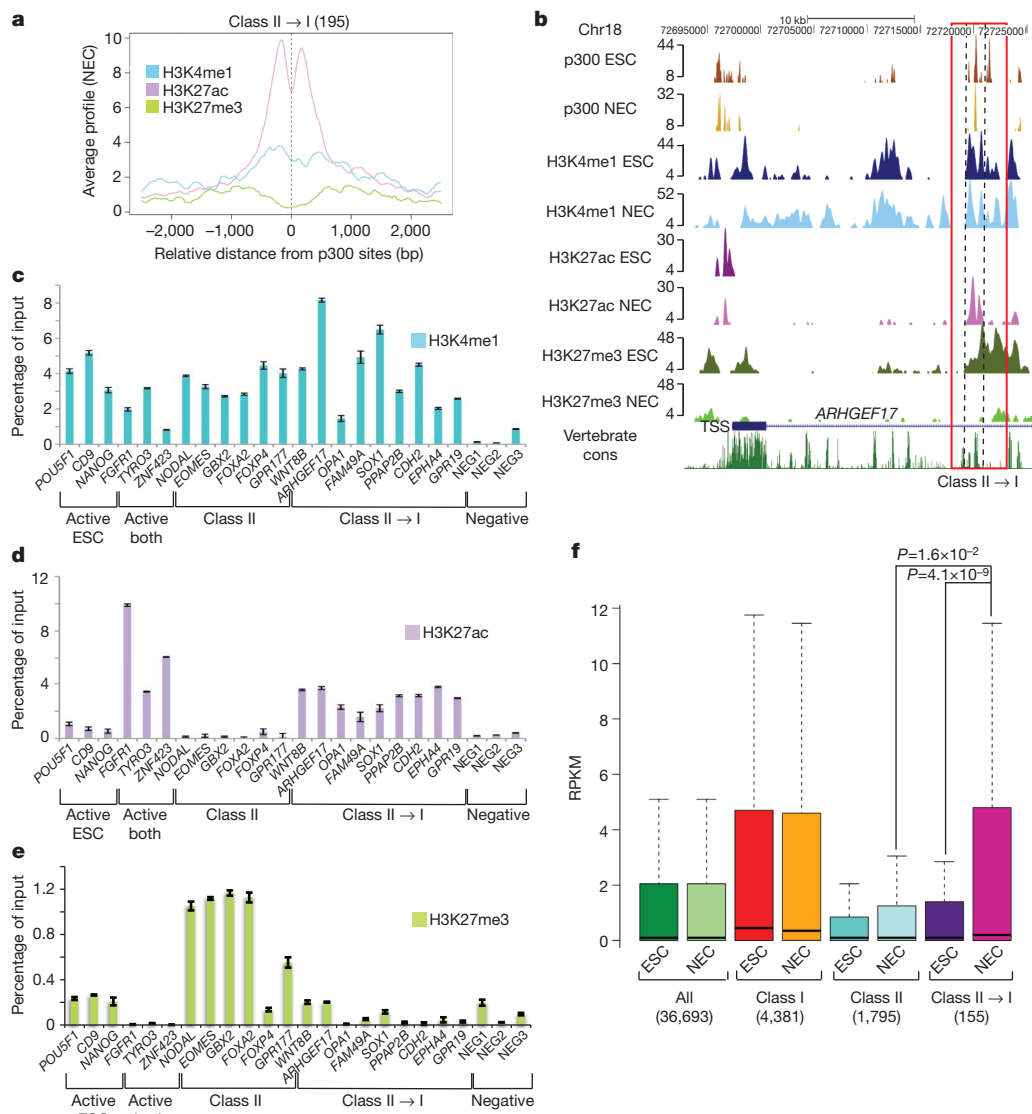 a
Class II → I (195)
Average profile (NEC)
10
8
6
4
2
0
H3K4me1
H3K27ac
H3K27me3
−2,000 −1,000 0 1,000 2,000
Relative distance from p300 sites (bp)
b
10 kb
Chr18
72695000 72700000 72705000 72710000 72715000 72720000 72725000
p300 ESC
44
8
p300 NEC
32
8
H3K4me1 ESC
44
4
H3K4me1 NEC
52
4
H3K27ac ESC
30
4
H3K27ac NEC
30
4
H3K27me3 ESC
48
4
H3K27me3 NEC
48
4
ARHGEF17
TSS
Vertebrate
cons
Class II → I
c
Percentage of input
8
6
4
2
0
H3K4me1
POU5F1 CD9 NANOG FGFR1 TYRO3 ZNF423 NODAL EOMES GBX2 FOXA2 FOXP4 GPR177 WNT8B ARHGEF17 OPA1 FAM49A SOX1 PPAP2B CDH2 EPHA4 GPR19 NEG1 NEG2 NEG3
Active
ESC
Active
both
Class II
Class II → I
Negative
d
Percentage of input
12
8
4
0
H3K27ac
POU5F1 CD9 NANOG FGFR1 TYRO3 ZNF423 NODAL EOMES GBX2 FOXA2 FOXP4 GPR177 WNT8B ARHGEF17 OPA1 FAM49A SOX1 PPAP2B CDH2 EPHA4 GPR19 NEG1 NEG2 NEG3
Active
ESC
Active
both
Class II
Class II → I
Negative
e
Percentage of input
1.2
0.8
0.4
0
H3K27me3
POU5F1 CD9 NANOG FGFR1 TYRO3 ZNF423 NODAL EOMES GBX2 FOXA2 FOXP4 GPR177 WNT8B ARHGEF17 OPA1 FAM49A SOX1 PPAP2B CDH2 EPHA4 GPR19 NEG1 NEG2 NEG3
Active
Active
Class II
Class II → I
Negative
f
P=1.6×10−2
P=4.1×10−9
RPKM
12
10
8
6
4
2
0
ESC NEC ESC NEC ESC NEC ESC NEC
All
(36,693)
Class I
(4,381)
Class II
(1,795)
Class II → I
(155)